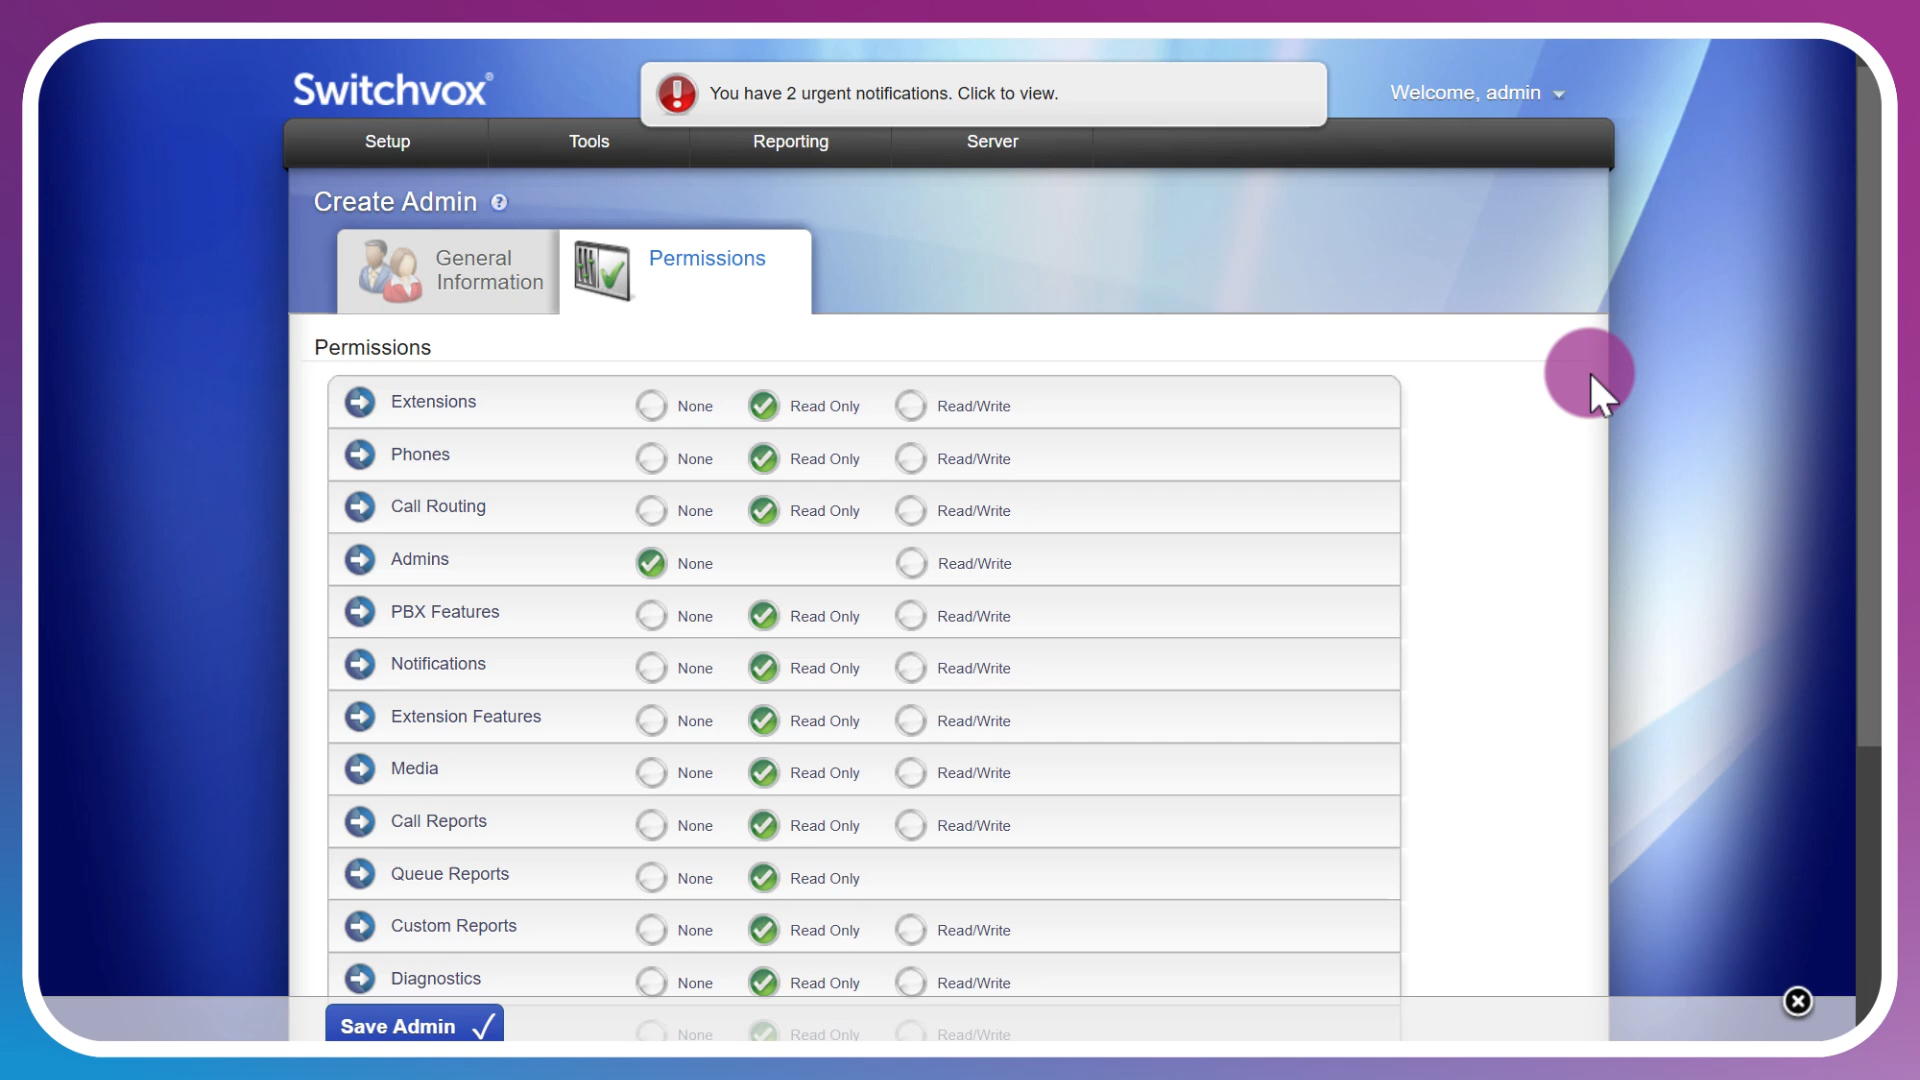 Switchvox®
You have 2 urgent notifications. Click to view.
Welcome, admin
Setup Tools Reporting Server
Create Admin ?
General
Information
Permissions
Permissions
Extensions None Read Only Read/Write
Phones None Read Only Read/Write
Call Routing None Read Only Read/Write
Admins None Read/Write
PBX Features None Read Only Read/Write
Notifications None Read Only Read/Write
Extension Features None Read Only Read/Write
Media None Read Only Read/Write
Call Reports None Read Only Read/Write
Queue Reports None Read Only
Custom Reports None Read Only Read/Write
Diagnostics None Read Only Read/Write
Save Admin None Read Only Read/Write